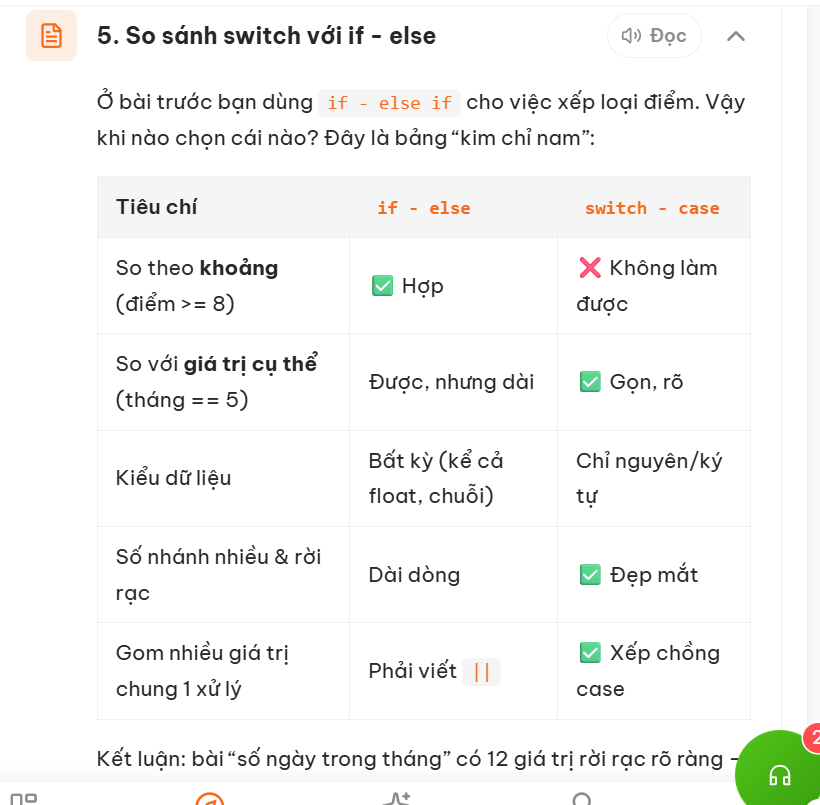 5. So sánh switch với if - else
Đọc
Ở bài trước bạn dùng if - else if cho việc xếp loại điểm. Vậy
khi nào chọn cái nào? Đây là bảng “kim chỉ nam”:
Tiêu chí
if - else
switch - case
So theo khoảng
(điểm >= 8)
✅ Hợp
❌ Không làm
được
So với giá trị cụ thể
(tháng == 5)
Được, nhưng dài
✅ Gọn, rõ
Kiểu dữ liệu
Bất kỳ (kể cả
float, chuỗi)
Chỉ nguyên/ký
tự
Số nhánh nhiều & rời
rạc
Dài dòng
✅ Đẹp mắt
Gom nhiều giá trị
chung 1 xử lý
Phải viết ||
✅ Xếp chồng
case
Kết luận: bài “số ngày trong tháng” có 12 giá trị rời rạc rõ ràng –
2